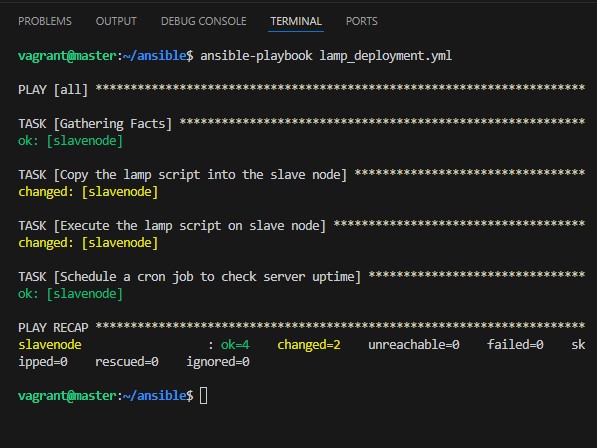 PROBLEMS OUTPUT DEBUG CONSOLE TERMINAL PORTS
vagrant@master:~/ansible$ ansible-playbook lamp_deployment.yml
PLAY [all] **********************************************************************
TASK [Gathering Facts] **********************************************************
ok: [slavenode]
TASK [Copy the lamp script into the slave node] *********************************
changed: [slavenode]
TASK [Execute the lamp script on slave node] ************************************
changed: [slavenode]
TASK [Schedule a cron job to check server uptime] *******************************
ok: [slavenode]
PLAY RECAP **********************************************************************
slavenode                  : ok=4    changed=2    unreachable=0    failed=0    sk
ipped=0    rescued=0    ignored=0
vagrant@master:~/ansible$